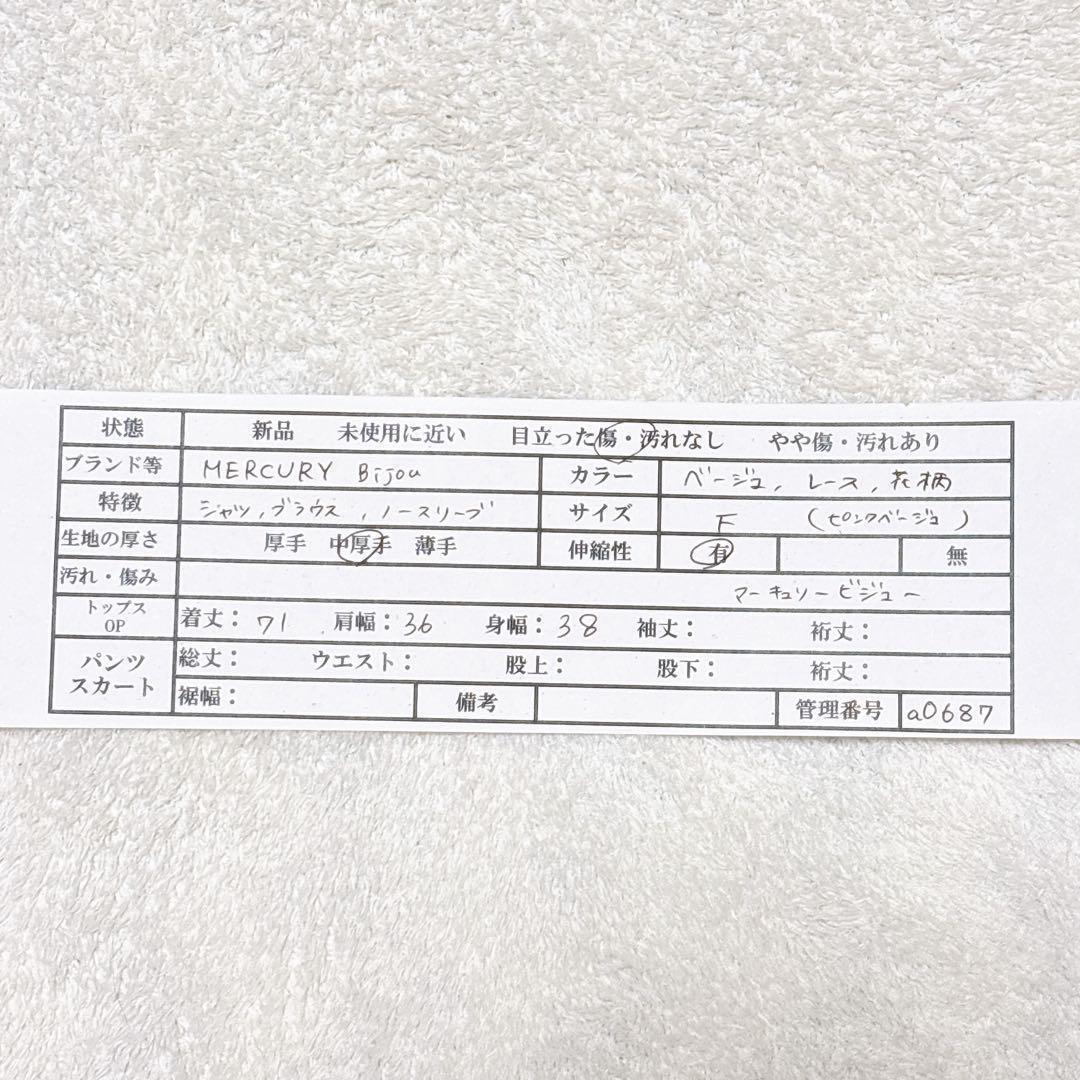 状態 新品 未使用に近い 目立った傷・汚れなし やや傷・汚れあり
ブランド等 MERCURY Bijou カラー ベージュ, レース, 花柄
特徴 シャツ, ブラウス, ノースリーブ サイズ F (ピンクベージュ)
生地の厚さ 厚手 中厚手 薄手 伸縮性 有 無
汚れ・傷み マーキュリービジュー
トップス OP 着丈: 71 肩幅: 36 身幅: 38 袖丈: 裄丈:
パンツ スカート 総丈: ウエスト: 股上: 股下: 裄丈:
裾幅: 備考 管理番号 a0687